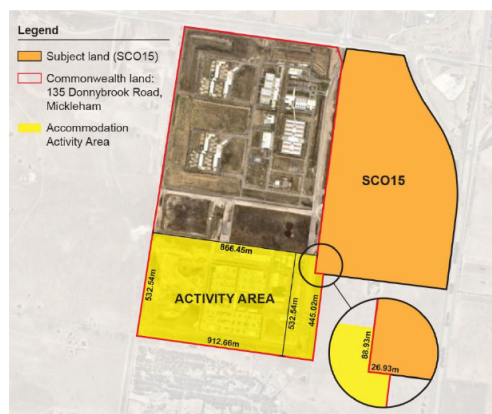 Legend
Subject land (SCO15)
Commonwealth land:
135 Donnybrook Road,
Mickleham
Accommodation
Activity Area
SCO15
866.45m
532.54m
ACTIVITY AREA
532.54m
445.02m
912.66m
88.93m
26.93m